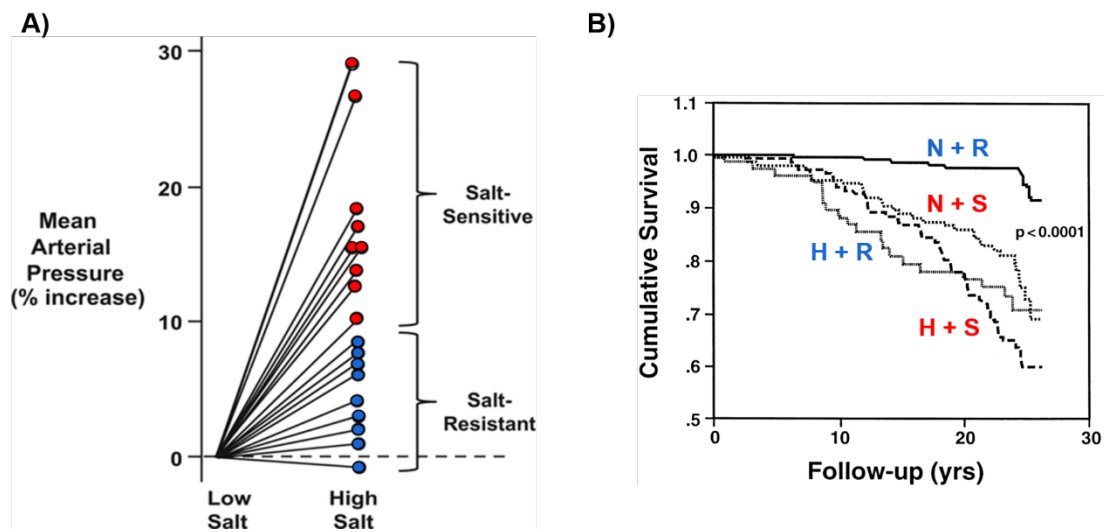 A)
30
20
10
0
Mean
Arterial
Pressure
(% increase)
Salt-
Sensitive
Salt-
Resistant
Low
Salt
High
Salt
B)
1.1
1.0
.9
.8
.7
.6
.5
Cumulative Survival
N + R
N + S
p<0.0001
H + R
H + S
0
10
20
30
Follow-up (yrs)